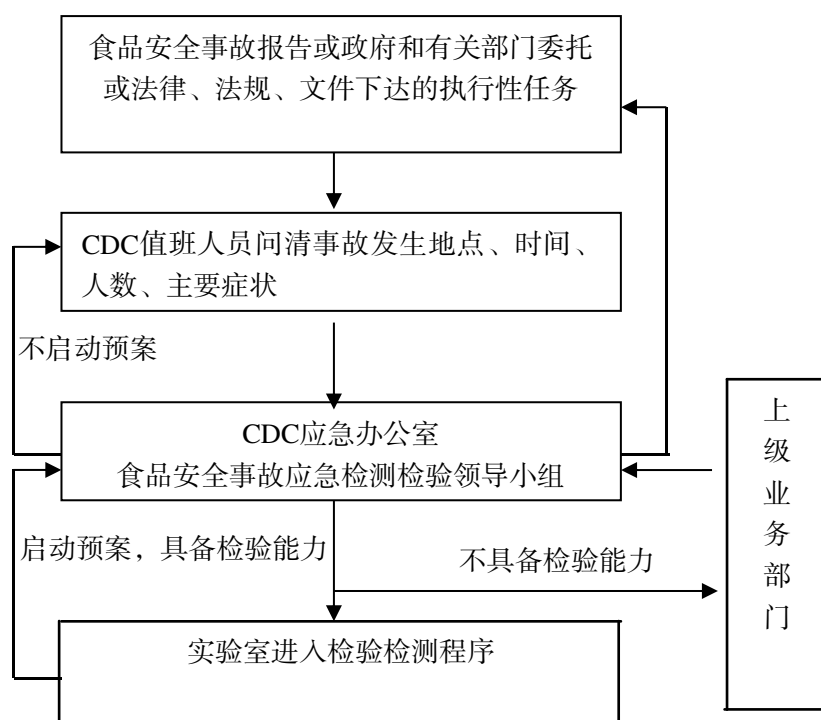 食品安全事故报告或政府和有关部门委托
或法律、法规、文件下达的执行性任务
CDC值班人员问清事故发生地点、时间、
人数、主要症状
不启动预案
CDC应急办公室
食品安全事故应急检测检验领导小组
上
级
业
务
部
门
启动预案，具备检验能力
不具备检验能力
实验室进入检验检测程序